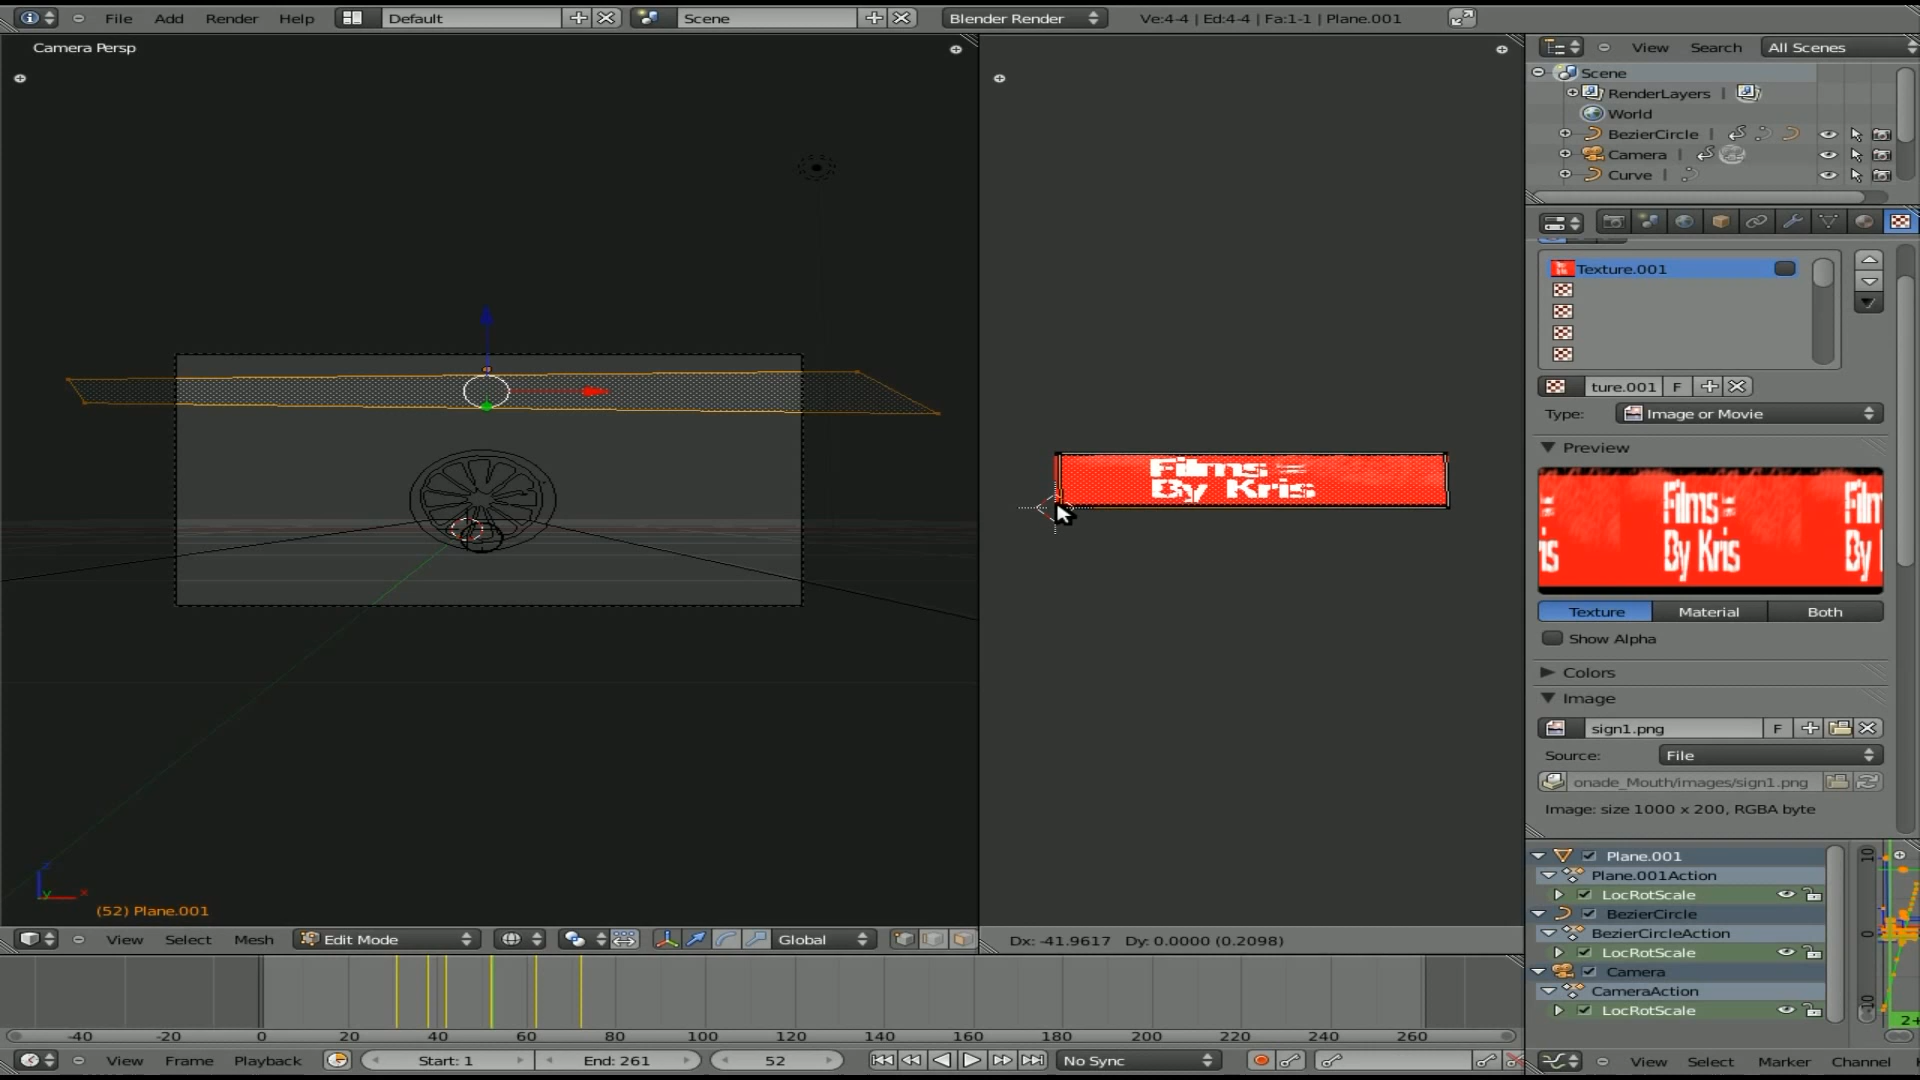 File Add Render Help Default Scene Blender Render Ve:4-4 | Ed:4-4 | Fa:1-1 | Plane.001
Camera Persp
View Search All Scenes
Scene
RenderLayers |
World
BezierCircle |
Camera |
Curve |
Texture.001
ture.001 F
Type: Image or Movie
Preview
Films =
By Kris
Films =
By Kris
Texture Material Both
Show Alpha
Colors
Image
sign1.png F
Source: File
onade_Mouth/images/sign1.png
Image: size 1000 x 200, RGBA byte
(52) Plane.001
View Select Mesh Edit Mode Global
Dx: -41.9617 Dy: 0.0000 (0.2098)
Plane.001
Plane.001Action
LocRotScale
BezierCircle
BezierCircleAction
LocRotScale
Camera
CameraAction
LocRotScale
10
0
-10
-40 -20 0 20 40 60 80 100 120 140 160 180 200 220 240 260
View Frame Playback Start: 1 End: 261 52 No Sync
View Select Marker Channel